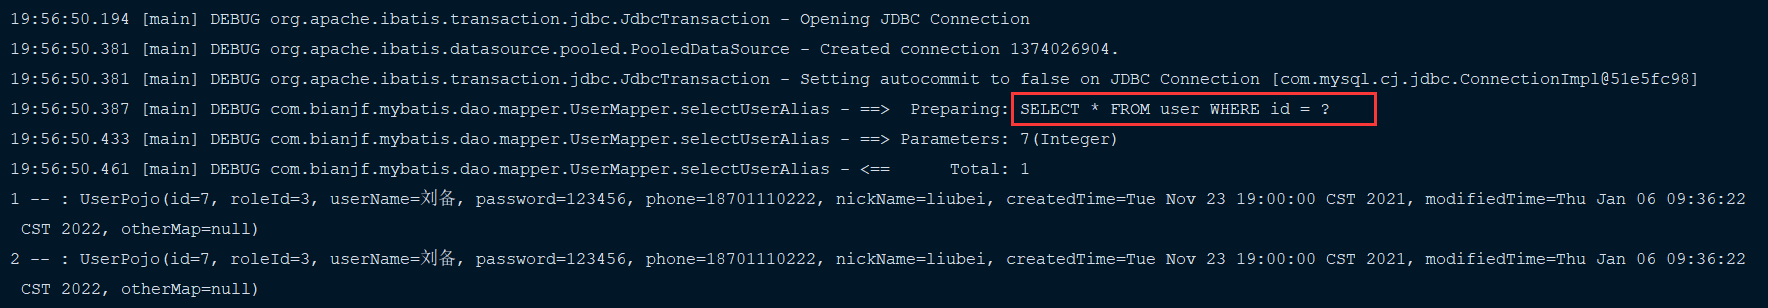 19:56:50.194 [main] DEBUG org.apache.ibatis.transaction.jdbc.JdbcTransaction - Opening JDBC Connection
19:56:50.381 [main] DEBUG org.apache.ibatis.datasource.pooled.PooledDataSource - Created connection 1374026904.
19:56:50.381 [main] DEBUG org.apache.ibatis.transaction.jdbc.JdbcTransaction - Setting autocommit to false on JDBC Connection [com.mysql.cj.jdbc.ConnectionImpl@51e5fc98]
19:56:50.387 [main] DEBUG com.bianjf.mybatis.dao.mapper.UserMapper.selectUserAlias - ==>  Preparing: SELECT * FROM user WHERE id = ?
19:56:50.433 [main] DEBUG com.bianjf.mybatis.dao.mapper.UserMapper.selectUserAlias - ==> Parameters: 7(Integer)
19:56:50.461 [main] DEBUG com.bianjf.mybatis.dao.mapper.UserMapper.selectUserAlias - <==      Total: 1
1 -- : UserPojo(id=7, roleId=3, userName=刘备, password=123456, phone=18701110222, nickName=liubei, createdTime=Tue Nov 23 19:00:00 CST 2021, modifiedTime=Thu Jan 06 09:36:22
CST 2022, otherMap=null)
2 -- : UserPojo(id=7, roleId=3, userName=刘备, password=123456, phone=18701110222, nickName=liubei, createdTime=Tue Nov 23 19:00:00 CST 2021, modifiedTime=Thu Jan 06 09:36:22
CST 2022, otherMap=null)